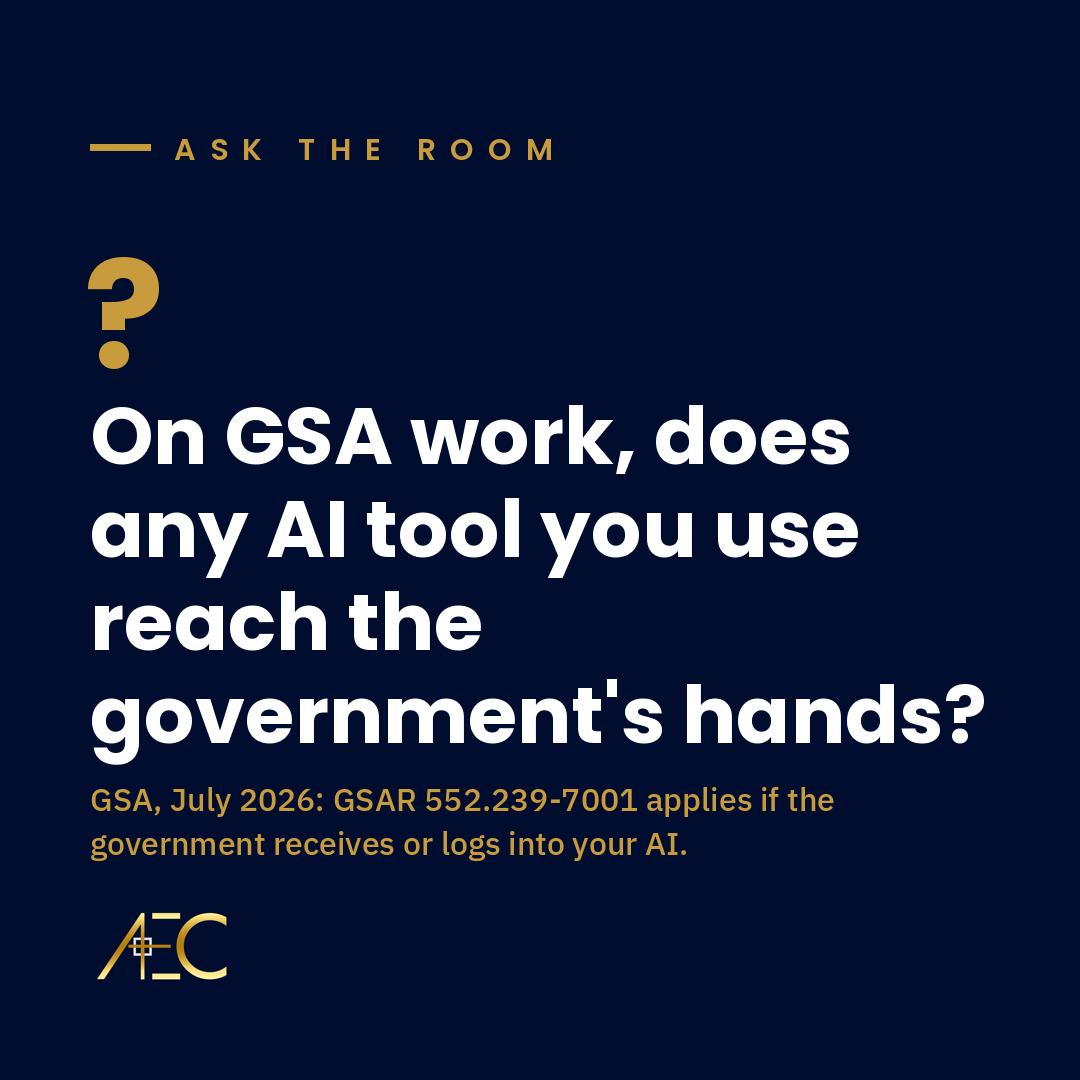 ASK THE ROOM
?
On GSA work, does
any AI tool you use
reach the
government's hands?
GSA, July 2026: GSAR 552.239-7001 applies if the
government receives or logs into your AI.
AEC